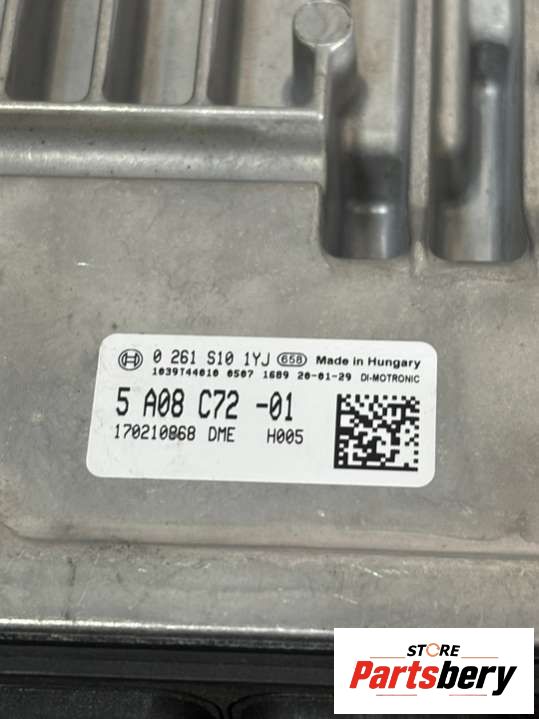 0 261 S10 1YJ 658 Made in Hungary
1039T44010 0507 1689 20-01-29 DI-MOTRONIC
5 A08 C72 -01
170210868 DME H005
STORE
Partsbery